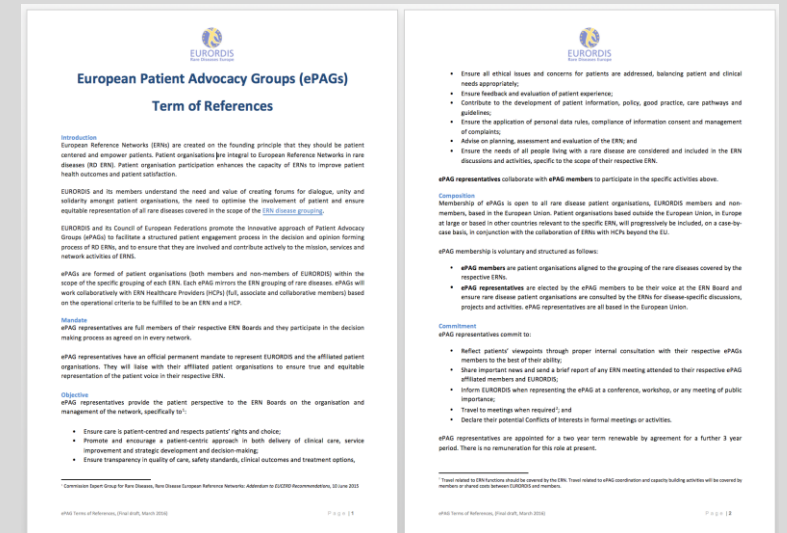 EURORDIS
Rare Diseases Europe
European Patient Advocacy Groups (ePAGs)
Term of References
Introduction
European Reference Networks (ERNs) are created on the founding principle that they should be patient
centered and empower patients. Patient organisations are integral to European Reference Networks in rare
diseases (RD ERN). Patient organisation participation enhances the capacity of ERNs to improve patient
health outcomes and patient satisfaction.
EURORDIS and its members understand the need and value of creating forums for dialogue, unity and
solidarity amongst patient organisations, the need to optimise the involvement of patient and ensure
equitable representation of all rare diseases covered in the scope of the ERN disease grouping.
EURORDIS and its Council of European Federations promote the innovative approach of Patient Advocacy
Groups (ePAGs) to facilitate a structured patient engagement process in the decision and opinion forming
process of RD ERNs, and to ensure that they are involved and contribute actively to the mission, services and
network activities of ERNS.
ePAGs are formed of patient organisations (both members and non-members of EURORDIS) within the
scope of the specific grouping of each ERN. Each ePAG mirrors the ERN grouping of rare diseases. ePAGs will
work collaboratively with ERN Healthcare Providers (HCPs) (full, associate and collaborative members) based
on the operational criteria to be fulfilled to be an ERN and a HCP.
Mandate
ePAG representatives are full members of their respective ERN Boards and they participate in the decision
making process as agreed on in every network.
ePAG representatives have an official permanent mandate to represent EURORDIS and the affiliated patient
organisations. They will liaise with their affiliated patient organisations to ensure true and equitable
representation of the patient voice in their respective ERN.
Objective
ePAG representatives provide the patient perspective to the ERN Boards on the organisation and
management of the network, specifically to¹:
• Ensure care is patient-centred and respects patients' rights and choice;
• Promote and encourage a patient-centric approach in both delivery of clinical care, service
improvement and strategic development and decision-making;
• Ensure transparency in quality of care, safety standards, clinical outcomes and treatment options,
¹ Commission Expert Group for Rare Diseases, Rare Disease European Reference Networks: Addendum to EUCERD Recommendations, 10 June 2015
ePAG Terms of References, [Final draft, March 2016]
Page | 1
EURORDIS
Rare Diseases Europe
• Ensure all ethical issues and concerns for patients are addressed, balancing patient and clinical
needs appropriately;
• Ensure feedback and evaluation of patient experience;
• Contribute to the development of patient information, policy, good practice, care pathways and
guidelines;
• Ensure the application of personal data rules, compliance of information consent and management
of complaints;
• Advise on planning, assessment and evaluation of the ERN; and
• Ensure the needs of all people living with a rare disease are considered and included in the ERN
discussions and activities, specific to the scope of their respective ERN.
ePAG representatives collaborate with ePAG members to participate in the specific activities above.
Composition
Membership of ePAGs is open to all rare disease patient organisations, EURORDIS members and non-
members, based in the European Union. Patient organisations based outside the European Union, in Europe
at large or based in other countries relevant to the specific ERN, will progressively be included, on a case-by-
case basis, in conjunction with the collaboration of ERNs with HCPs beyond the EU.
ePAG membership is voluntary and structured as follows:
• ePAG members are patient organisations aligned to the grouping of the rare diseases covered by the
respective ERNs.
• ePAG representatives are elected by the ePAG members to be their voice at the ERN Board and
ensure rare disease patient organisations are consulted by the ERNs for disease-specific discussions,
projects and activities. ePAG representatives are all based in the European Union.
Commitment
ePAG representatives commit to:
• Reflect patients' viewpoints through proper internal consultation with their respective ePAGs
members to the best of their ability;
• Share important news and send a brief report of any ERN meeting attended to their respective ePAG
affiliated members and EURORDIS;
• Inform EURORDIS when representing the ePAG at a conference, workshop, or any meeting of public
importance;
• Travel to meetings when required²; and
• Declare their potential Conflicts of Interests in formal meetings or activities.
ePAG representatives are appointed for a two year term renewable by agreement for a further 3 year
period. There is no remuneration for this role at present.
² Travel related to ERN functions should be covered by the ERN. Travel related to ePAG coordination and capacity building activities will be covered by
members or shared costs between EURORDIS and members.
ePAG Terms of References, [Final draft, March 2016]
Page | 2